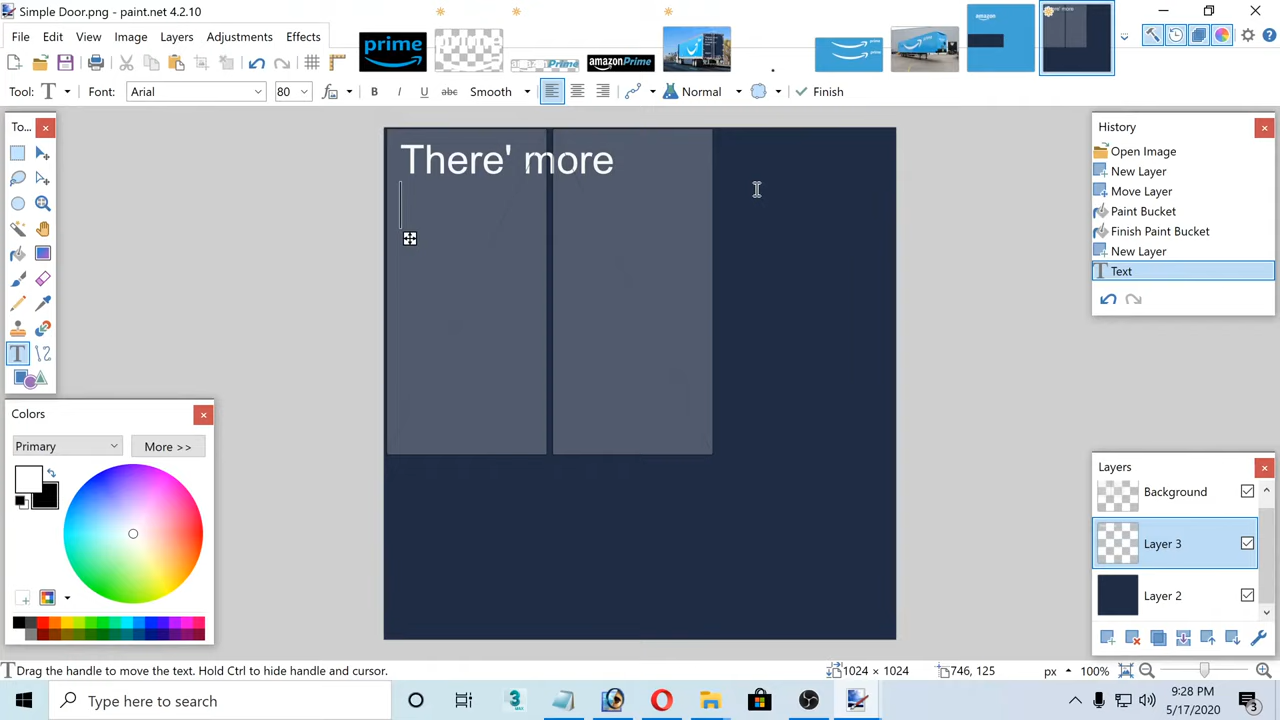 Simple Door.png - paint.net 4.2.10
File Edit View Image Layers Adjustments Effects
prime
amazonPrime
amazon
Tool: Font: Arial 80 B I U abc Smooth Normal Finish
To...
History
Open Image
New Layer
Move Layer
Paint Bucket
Finish Paint Bucket
New Layer
Text
There' more
Colors
Primary
More >>
Layers
Background
Layer 3
Layer 2
Drag the handle to move the text. Hold Ctrl to hide handle and cursor.
1024 × 1024 746, 125 px 100%
Type here to search
9:28 PM
5/17/2020
3